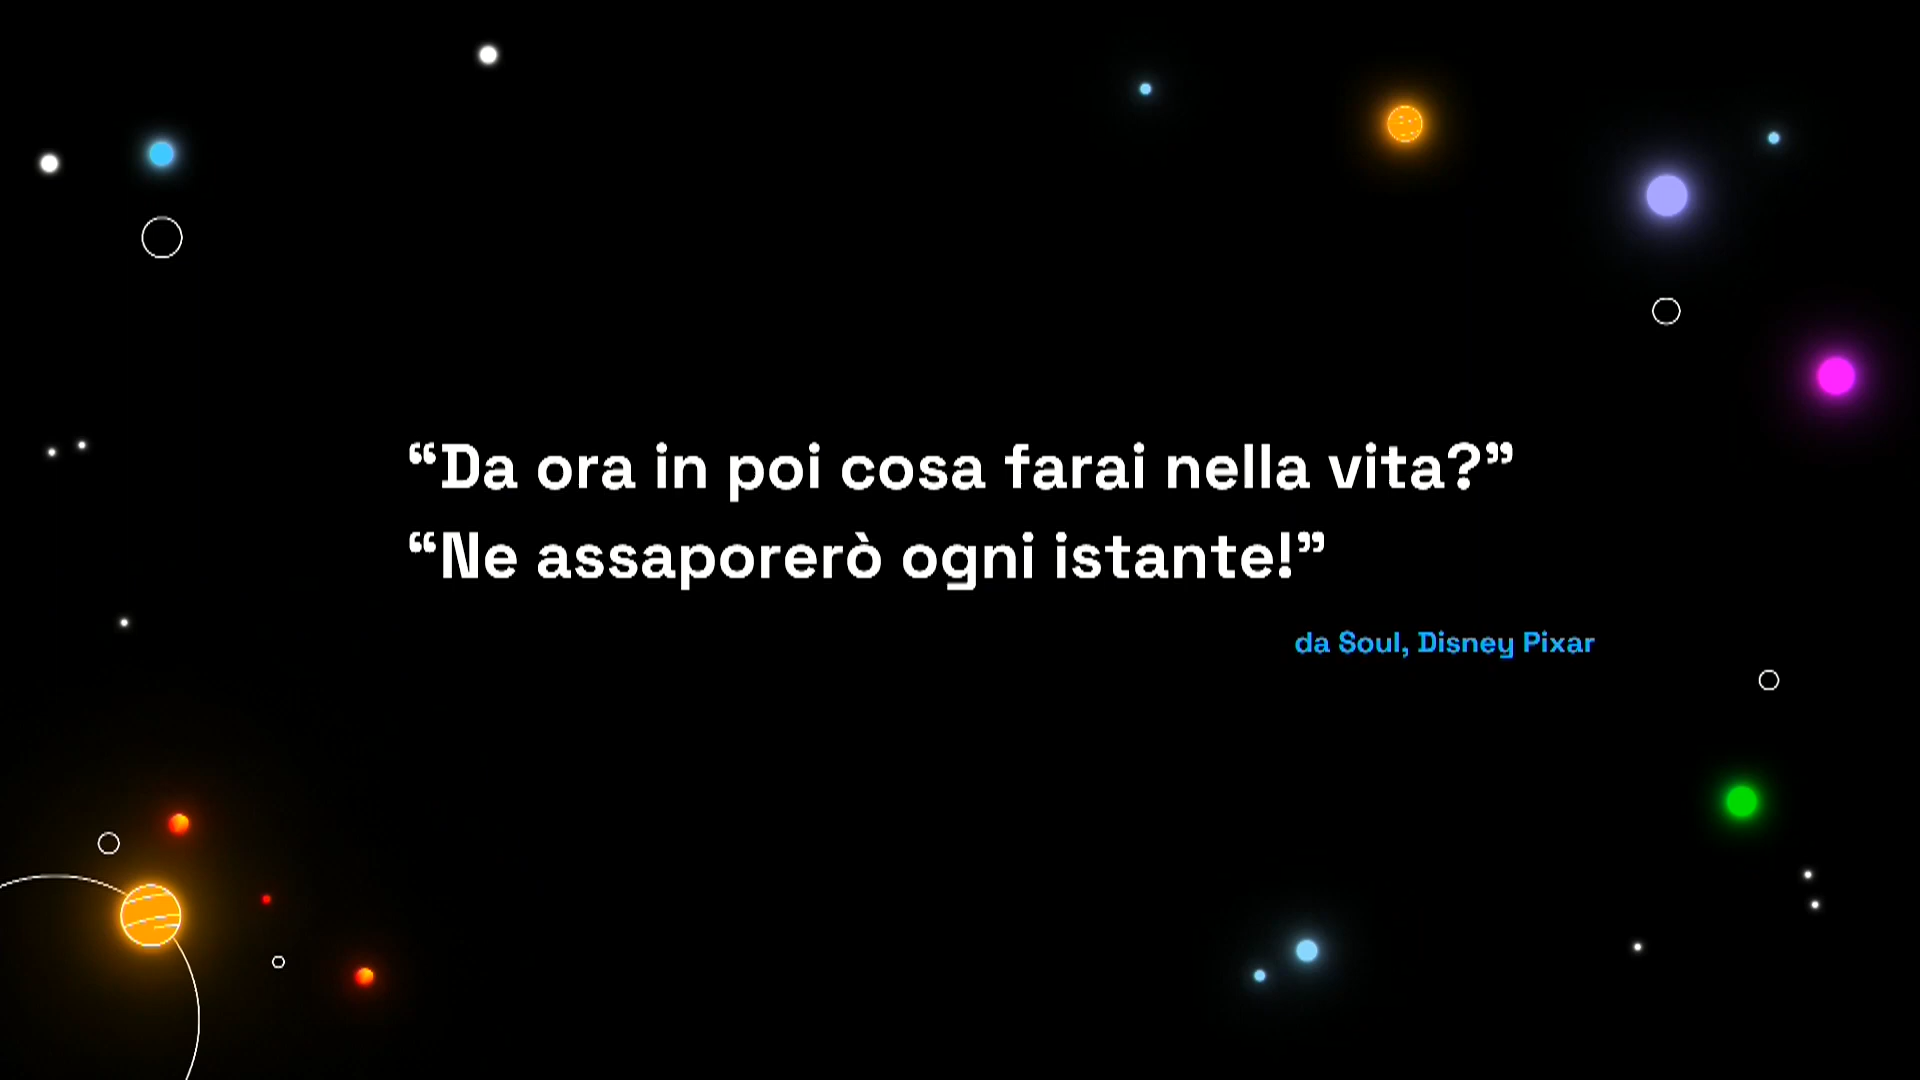 “Da ora in poi cosa farai nella vita?”
“Ne assaporerò ogni istante!”
da Soul, Disney Pixar